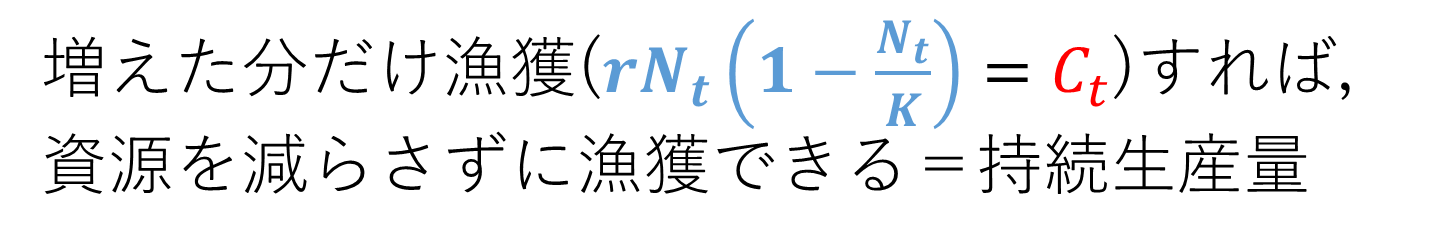 増えた分だけ漁獲(rN_t(1 − N_t/K) = C_t)すれば,
資源を減らさずに漁獲できる＝持続生産量